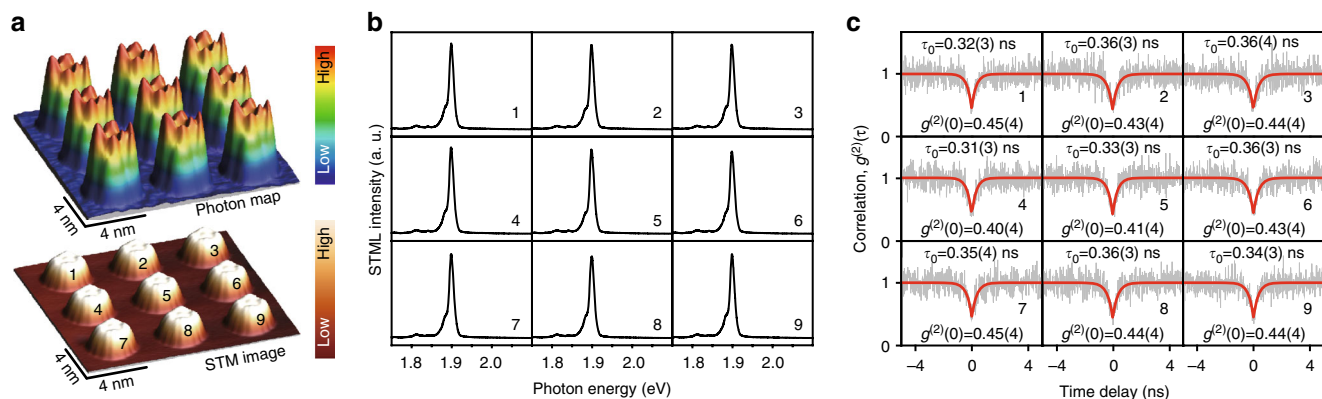 a
High
Low
Photon map
4 nm
4 nm
High
Low
1
2
3
4
5
6
7
8
9
STM image
4 nm
4 nm
b
STML intensity (a. u.)
1
2
3
4
5
6
7
8
9
1.8 1.9 2.0 1.8 1.9 2.0 1.8 1.9 2.0
Photon energy (eV)
c
Correlation, g(2)(τ)
τ0=0.32(3) ns
τ0=0.36(3) ns
τ0=0.36(4) ns
1
1
2
3
g(2)(0)=0.45(4)
g(2)(0)=0.43(4)
g(2)(0)=0.44(4)
0
τ0=0.31(3) ns
τ0=0.33(3) ns
τ0=0.36(3) ns
1
4
5
6
g(2)(0)=0.40(4)
g(2)(0)=0.41(4)
g(2)(0)=0.43(4)
0
τ0=0.35(4) ns
τ0=0.36(3) ns
τ0=0.34(3) ns
1
7
8
9
g(2)(0)=0.45(4)
g(2)(0)=0.44(4)
g(2)(0)=0.44(4)
0
−4 0 4 −4 0 4 −4 0 4
Time delay (ns)